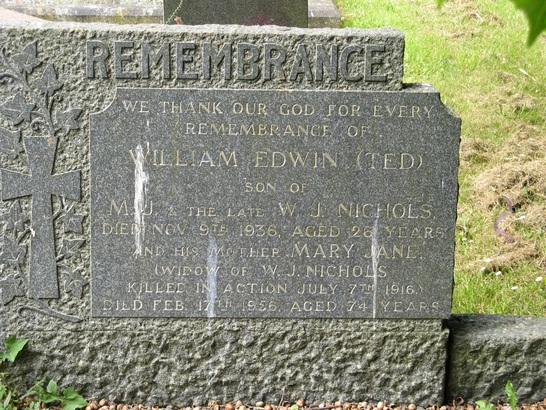 REMEMBRANCE
WE THANK OUR GOD FOR EVERY
REMEMBRANCE OF
WILLIAM EDWIN (TED)
SON OF
M. J. & THE LATE W. J. NICHOLS
DIED NOV 9TH 1938, AGED 28 YEARS
AND HIS MOTHER MARY JANE.
(WIDOW OF W. J. NICHOLS
KILLED IN ACTION JULY 7TH 1916.)
DIED FEB. 17TH 1956, AGED 74 YEARS